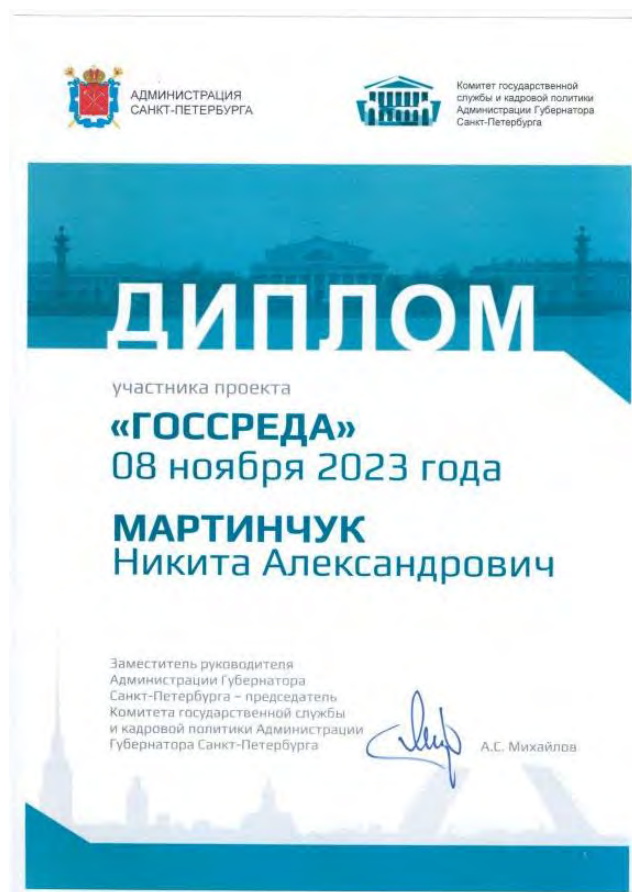 АДМИНИСТРАЦИЯ
САНКТ-ПЕТЕРБУРГА
Комитет государственной
службы и кадровой политики
Администрации Губернатора
Санкт-Петербурга
ДИПЛОМ
участника проекта
«ГОССРЕДА»
08 ноября 2023 года
МАРТИНЧУК
Никита Александрович
Заместитель руководителя
Администрации Губернатора
Санкт-Петербурга – председатель
Комитета государственной службы
и кадровой политики Администрации
Губернатора Санкт-Петербурга
А.С. Михайлов